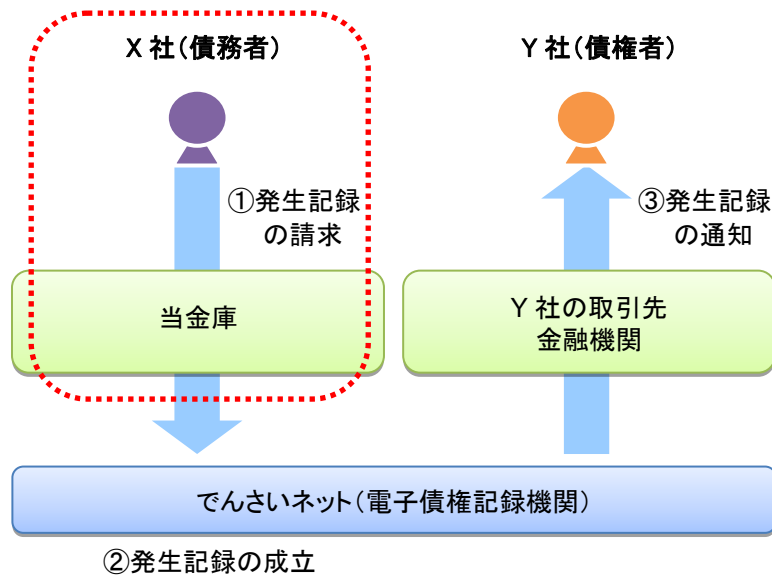 X 社(債務者)
Y 社(債権者)
①発生記録
の請求
③発生記録
の通知
当金庫
Y 社の取引先
金融機関
でんさいネット(電子債権記録機関)
②発生記録の成立